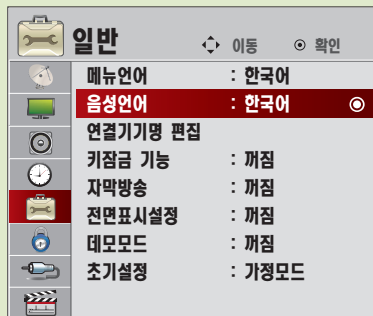 일반 이동 확인
메뉴언어 : 한국어
음성언어 : 한국어
연결기기명 편집
키잠금 기능 : 꺼짐
자막방송 : 꺼짐
전면표시설정 : 꺼짐
데모모드 : 꺼짐
초기설정 : 가정모드